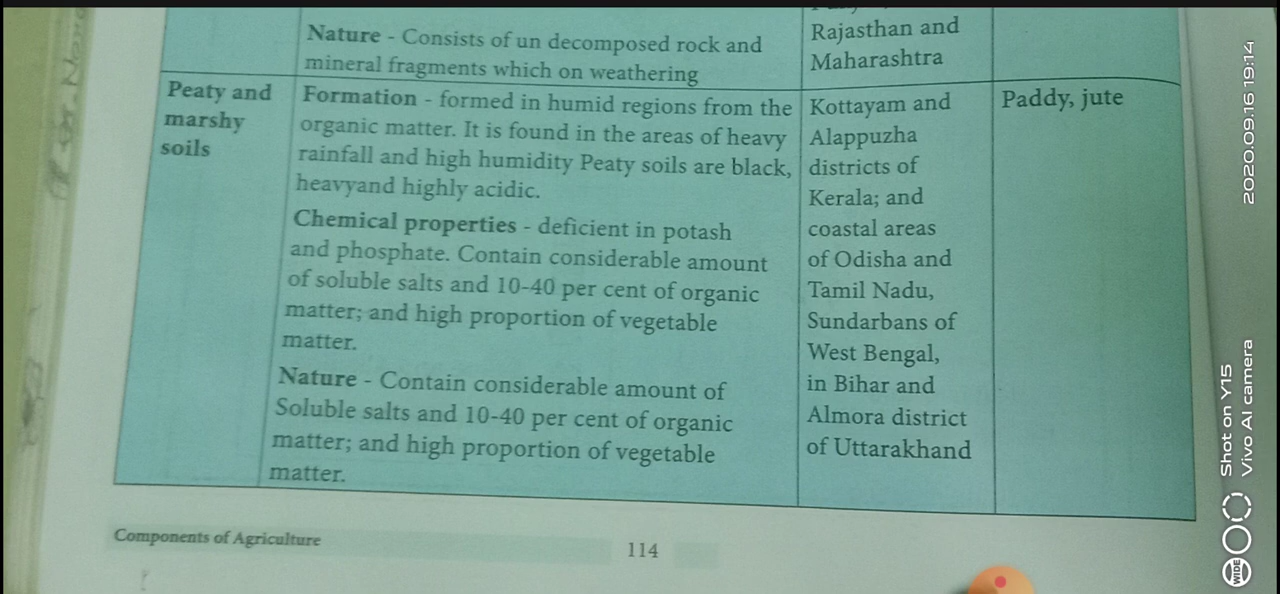 Nature - Consists of un decomposed rock and
mineral fragments which on weathering
Rajasthan and
Maharashtra
Peaty and
marshy
soils
Formation - formed in humid regions from the
organic matter. It is found in the areas of heavy
rainfall and high humidity Peaty soils are black,
heavyand highly acidic.
Chemical properties - deficient in potash
and phosphate. Contain considerable amount
of soluble salts and 10-40 per cent of organic
matter; and high proportion of vegetable
matter.
Nature - Contain considerable amount of
Soluble salts and 10-40 per cent of organic
matter; and high proportion of vegetable
matter.
Kottayam and
Alappuzha
districts of
Kerala; and
coastal areas
of Odisha and
Tamil Nadu,
Sundarbans of
West Bengal,
in Bihar and
Almora district
of Uttarakhand
Paddy, jute
Components of Agriculture
114
2020.09.16 19:14
Shot on Y15
Vivo AI camera
WIDE